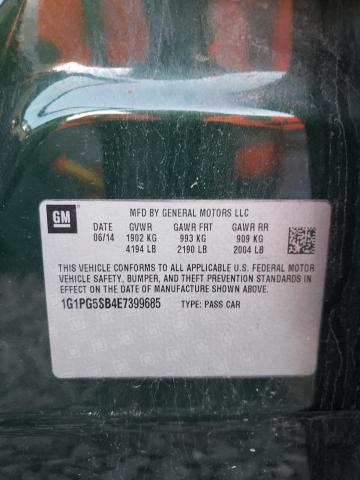 GM
MFD BY GENERAL MOTORS LLC
DATE GVWR GAWR FRT GAWR RR
06/14 1902 KG 993 KG 909 KG
4194 LB 2190 LB 2004 LB
THIS VEHICLE CONFORMS TO ALL APPLICABLE U.S. FEDERAL MOTOR
VEHICLE SAFETY, BUMPER, AND THEFT PREVENTION STANDARDS IN
EFFECT ON THE DATE OF MANUFACTURE SHOWN ABOVE.
1G1PG5SB4E7399685 TYPE: PASS CAR